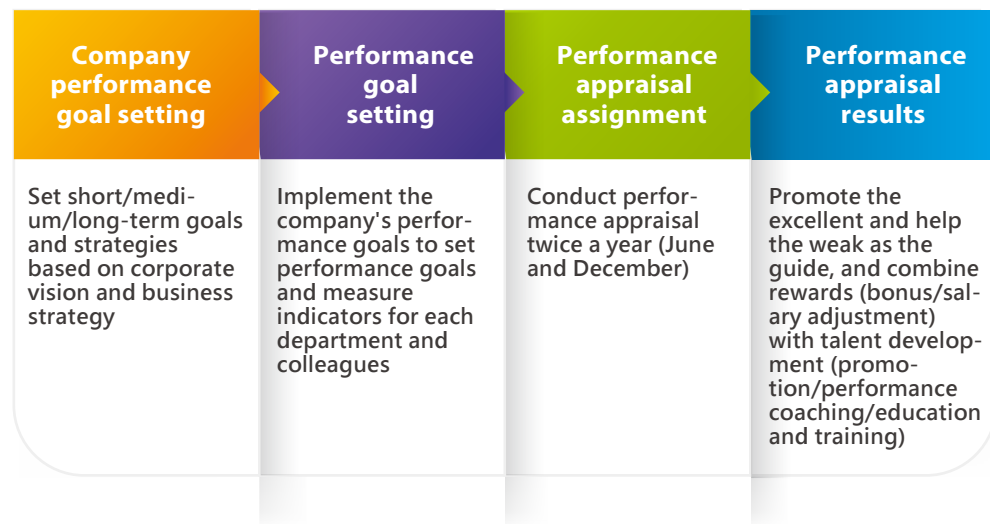 Company
performance
goal setting
Set short/medi-
um/long-term goals
and strategies
based on corporate
vision and business
strategy
Performance
goal
setting
Implement the
company's perfor-
mance goals to set
performance goals
and measure
indicators for each
department and
colleagues
Performance
appraisal
assignment
Conduct perfor-
mance appraisal
twice a year (June
and December)
Performance
appraisal
results
Promote the
excellent and help
the weak as the
guide, and combine
rewards (bonus/sal-
ary adjustment)
with talent develop-
ment (promo-
tion/performance
coaching/education
and training)